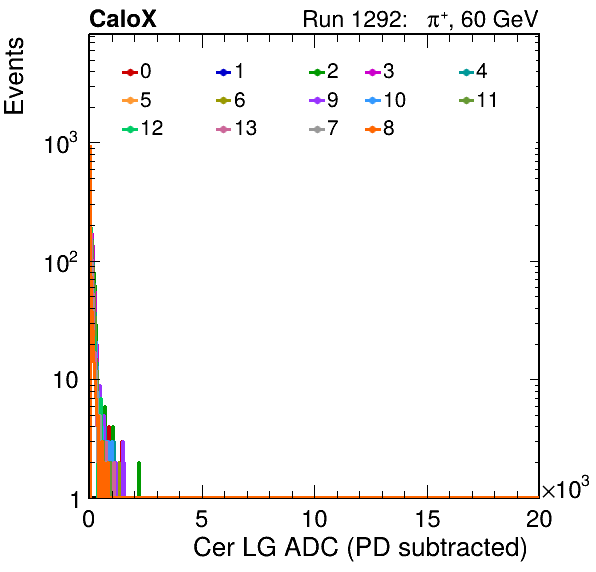 CaloX Run 1292: π⁺, 60 GeV
Events
0 1 2 3 4
5 6 9 10 11
12 13 7 8
10³
10²
10
1
0 5 10 15 20 ×10³
Cer LG ADC (PD subtracted)